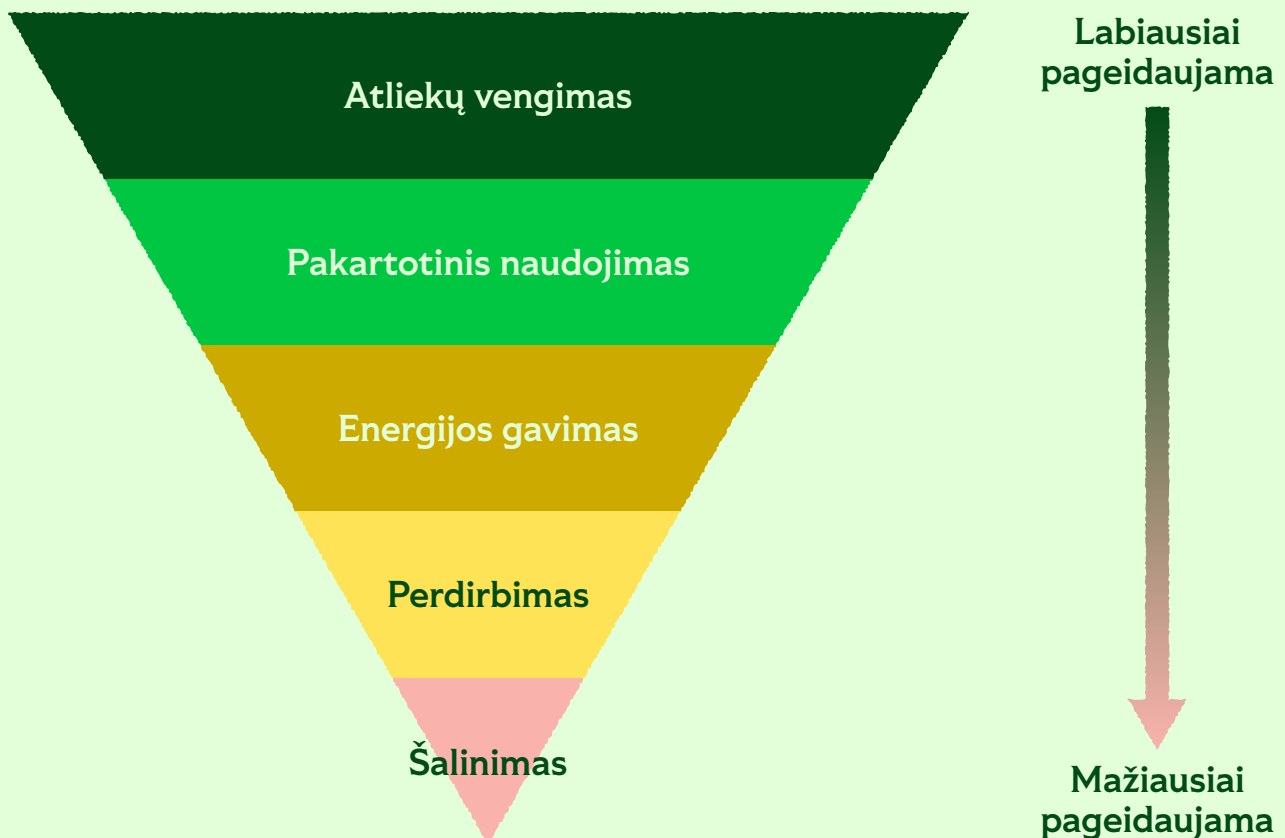 Labiausiai
pageidaujama
Atliekų vengimas
Pakartotinis naudojimas
Energijos gavimas
Perdirbimas
Šalinimas
Mažiausiai
pageidaujama